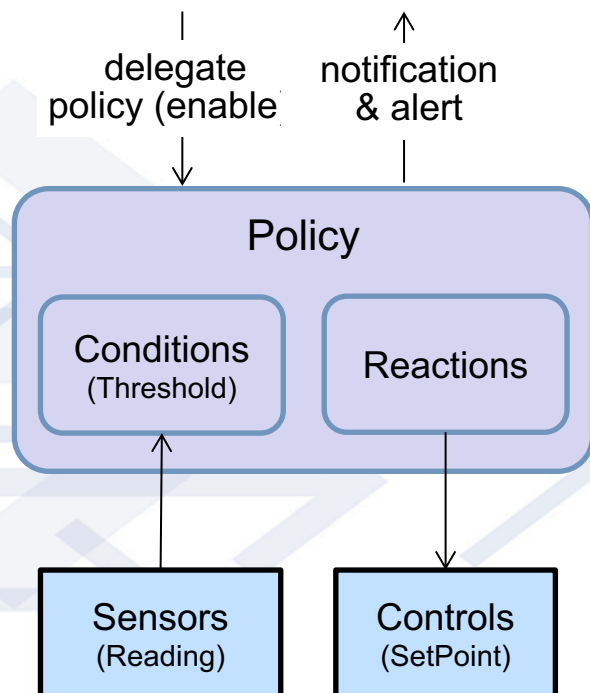 delegate
policy (enable)
notification
& alert
Policy
Conditions
(Threshold)
Reactions
Sensors
(Reading)
Controls
(SetPoint)